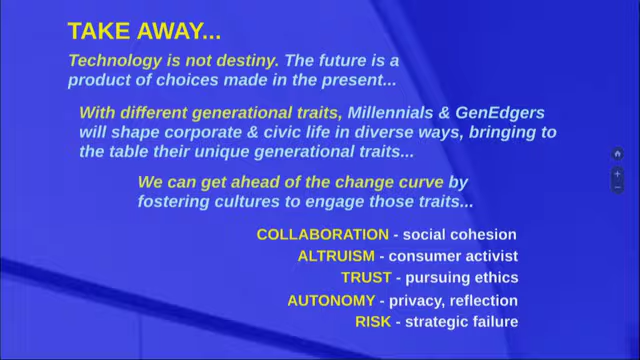 TAKE AWAY...
Technology is not destiny. The future is a
product of choices made in the present...
With different generational traits, Millennials & GenEdgers
will shape corporate & civic life in diverse ways, bringing to
the table their unique generational traits...
We can get ahead of the change curve by
fostering cultures to engage those traits...
COLLABORATION - social cohesion
ALTRUISM - consumer activist
TRUST - pursuing ethics
AUTONOMY - privacy, reflection
RISK - strategic failure